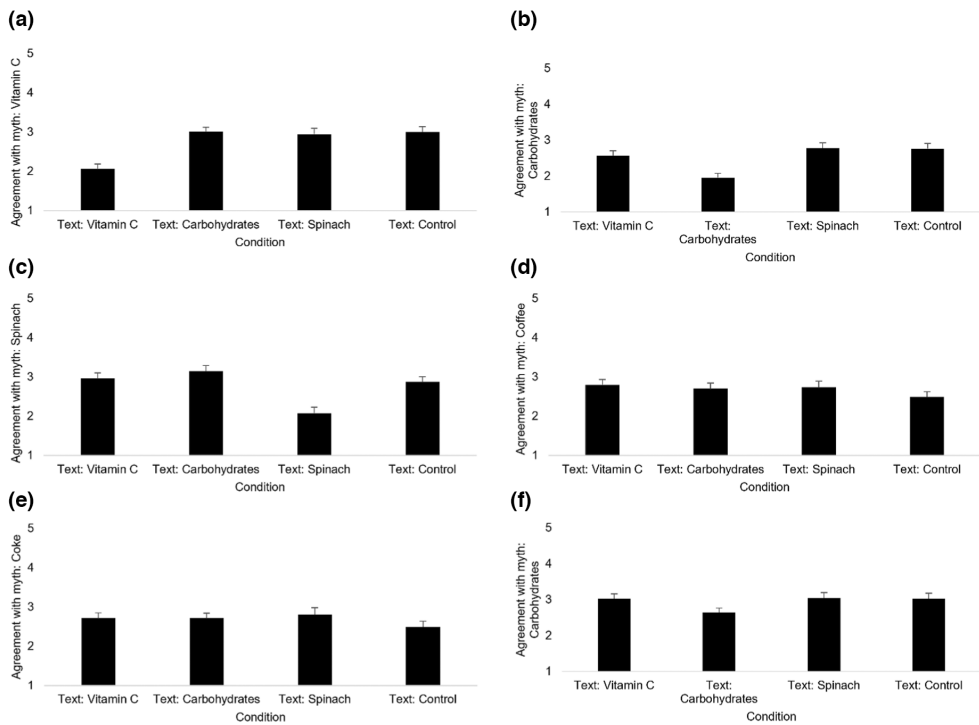 (a)
Agreement with myth: Vitamin C
5
4
3
2
1
Text: Vitamin C Text: Carbohydrates Text: Spinach Text: Control
Condition
(b)
Agreement with myth:
Carbohydrates
5
4
3
2
1
Text: Vitamin C Text: Text: Spinach Text: Control
Carbohydrates
Condition
(c)
Agreement with myth: Spinach
5
4
3
2
1
Text: Vitamin C Text: Carbohydrates Text: Spinach Text: Control
Condition
(d)
Agreement with myth: Coffee
5
4
3
2
1
Text: Vitamin C Text: Carbohydrates Text: Spinach Text: Control
Condition
(e)
Agreement with myth: Coke
5
4
3
2
1
Text: Vitamin C Text: Carbohydrates Text: Spinach Text: Control
Condition
(f)
Agreement with myth:
Carbohydrates
5
4
3
2
1
Text: Vitamin C Text: Text: Spinach Text: Control
Carbohydrates
Condition